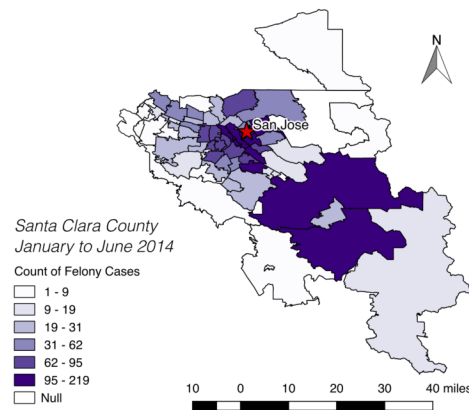 N
San Jose
Santa Clara County
January to June 2014
Count of Felony Cases
1 - 9
9 - 19
19 - 31
31 - 62
62 - 95
95 - 219
Null
10 0 10 20 30 40 miles